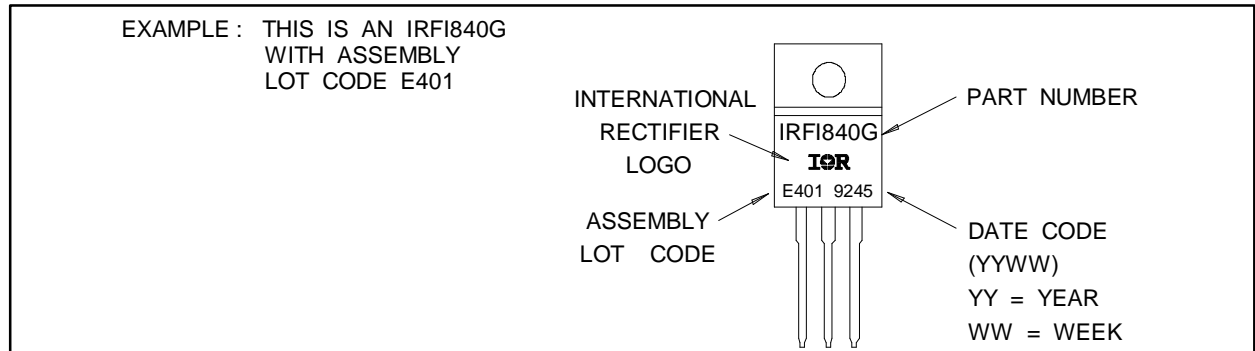 EXAMPLE : THIS IS AN IRFI840G
WITH ASSEMBLY
LOT CODE E401
INTERNATIONAL
RECTIFIER
LOGO
ASSEMBLY
LOT CODE
IRFI840G
IOR
E401 9245
PART NUMBER
DATE CODE
(YYWW)
YY = YEAR
WW = WEEK